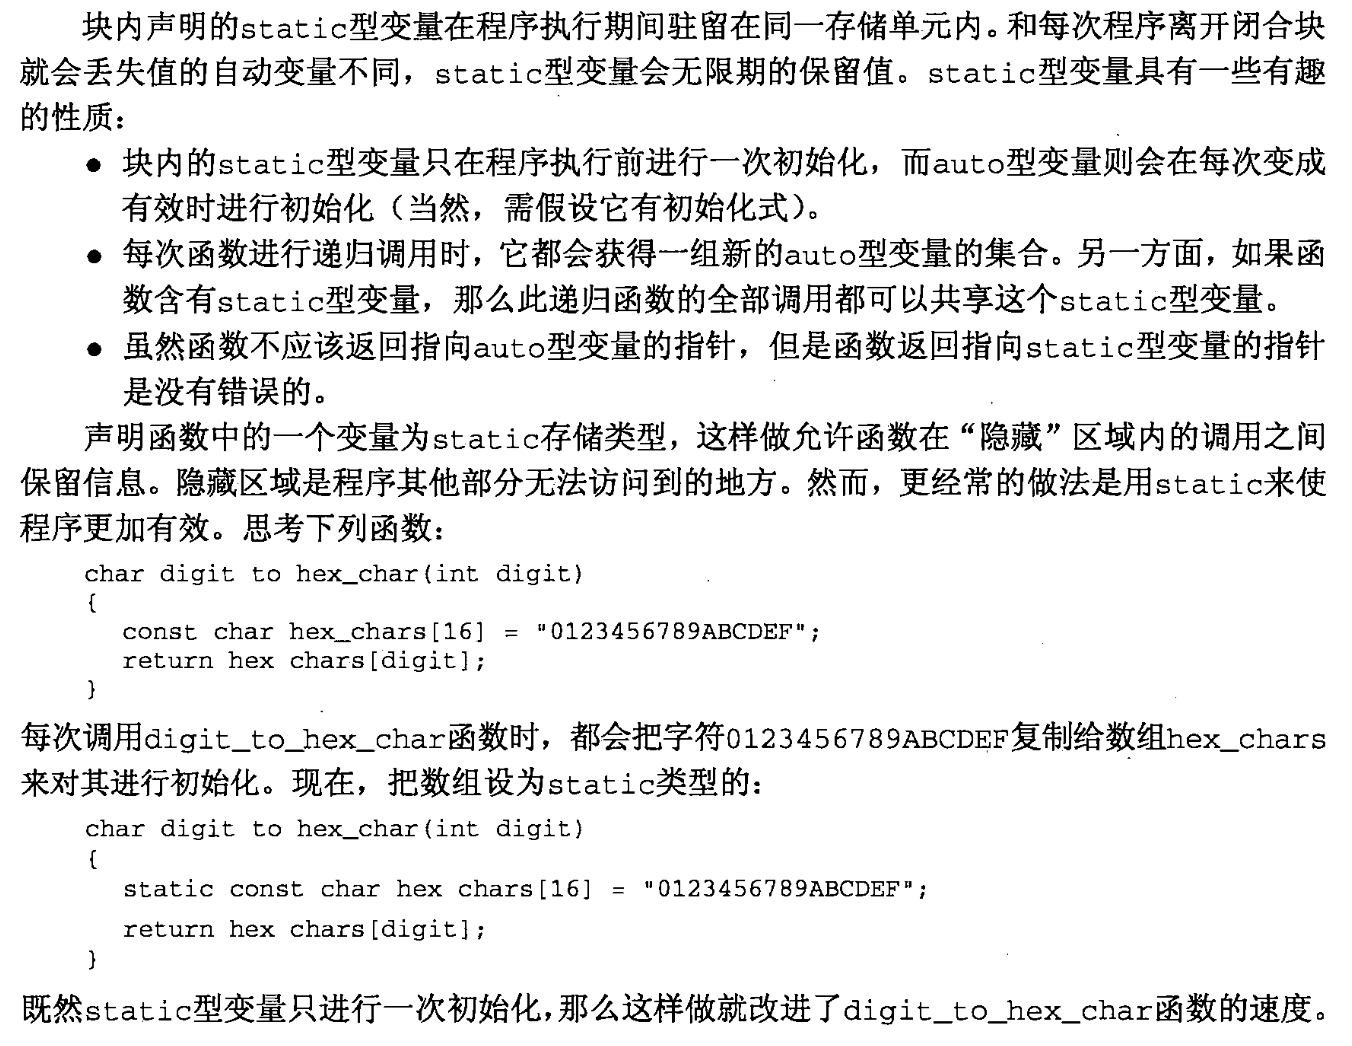 块内声明的static型变量在程序执行期间驻留在同一存储单元内。和每次程序离开闭合块
就会丢失值的自动变量不同，static型变量会无限期的保留值。static型变量具有一些有趣
的性质：
● 块内的static型变量只在程序执行前进行一次初始化，而auto型变量则会在每次变成
有效时进行初始化（当然，需假设它有初始化式）。
● 每次函数进行递归调用时，它都会获得一组新的auto型变量的集合。另一方面，如果函
数含有static型变量，那么此递归函数的全部调用都可以共享这个static型变量。
● 虽然函数不应该返回指向auto型变量的指针，但是函数返回指向static型变量的指针
是没有错误的。
声明函数中的一个变量为static存储类型，这样做允许函数在“隐藏”区域内的调用之间
保留信息。隐藏区域是程序其他部分无法访问到的地方。然而，更经常的做法是用static来使
程序更加有效。思考下列函数：
char digit to hex_char(int digit)
{
const char hex_chars[16] = "0123456789ABCDEF";
return hex chars[digit];
}
每次调用digit_to_hex_char函数时，都会把字符0123456789ABCDEF复制给数组hex_chars
来对其进行初始化。现在，把数组设为static类型的：
char digit to hex_char(int digit)
{
static const char hex chars[16] = "0123456789ABCDEF";
return hex chars[digit];
}
既然static型变量只进行一次初始化，那么这样做就改进了digit_to_hex_char函数的速度。